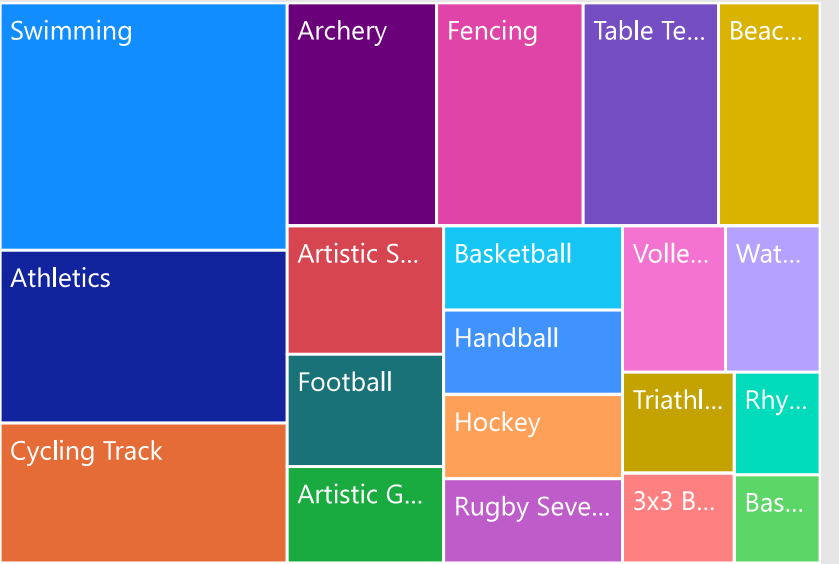 Swimming
Athletics
Cycling Track
Archery
Fencing
Table Te...
Beac...
Artistic S...
Football
Artistic G...
Basketball
Handball
Hockey
Rugby Seve...
Volle...
Wat...
Triathl...
Rhy...
3x3 B...
Bas...